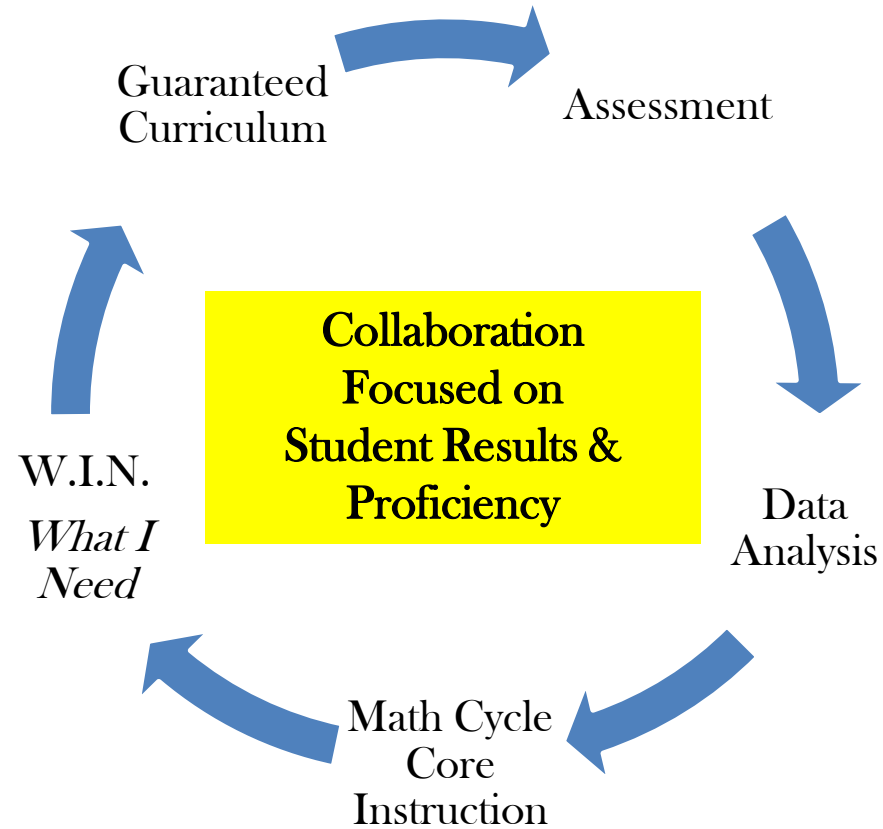 Guaranteed
Curriculum
Assessment
Collaboration
Focused on
Student Results &
Proficiency
W.I.N.
What I
Need
Data
Analysis
Math Cycle
Core
Instruction